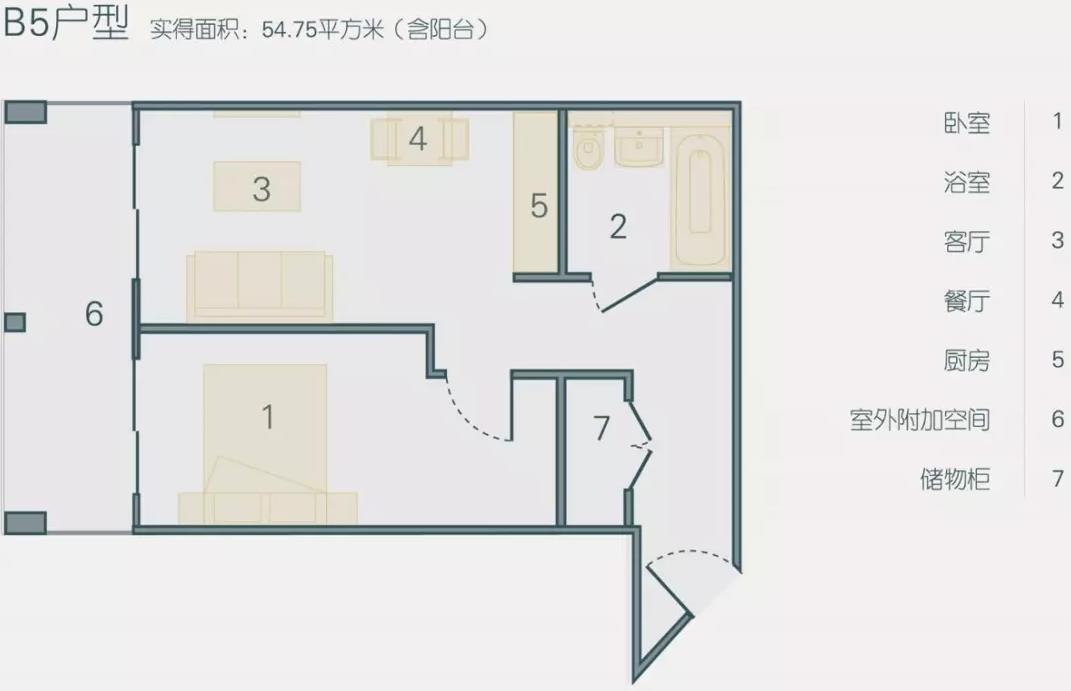 B5户型 实得面积：54.75平方米（含阳台）
卧室 1
浴室 2
客厅 3
餐厅 4
厨房 5
室外附加空间 6
储物柜 7
4
3
5
2
6
1
7